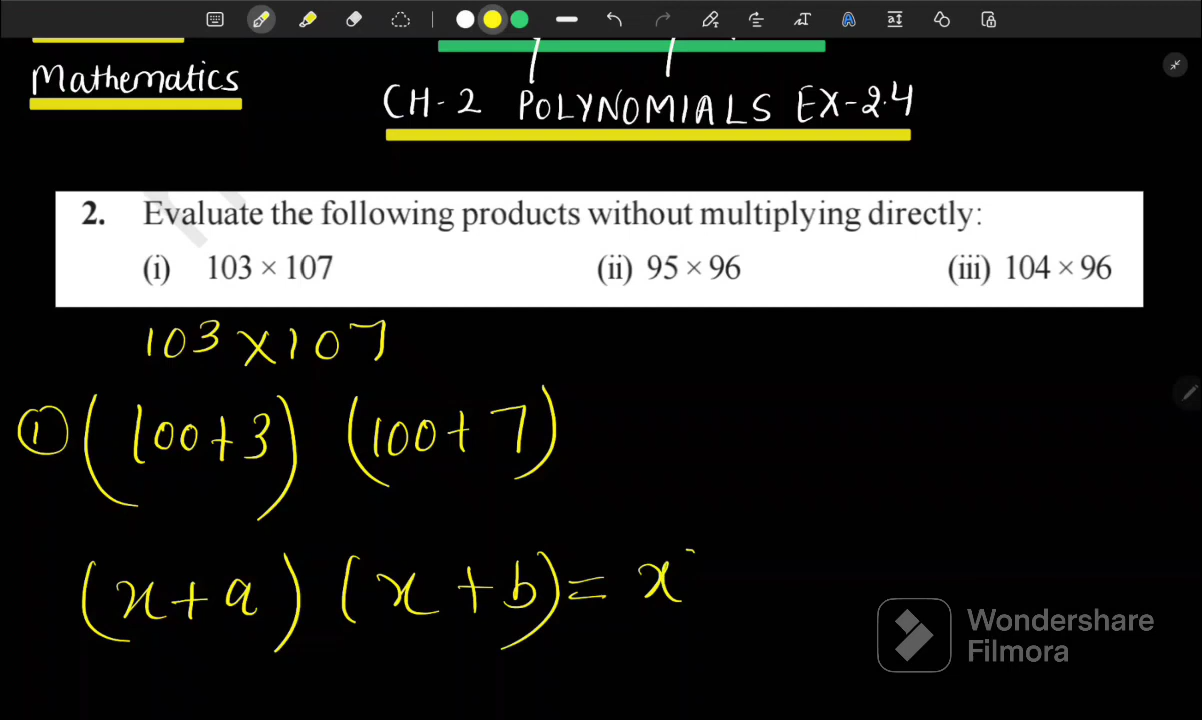 Mathematics
CH-2 POLYNOMIALS EX-2.4
2. Evaluate the following products without multiplying directly:
(i) 103 × 107 (ii) 95 × 96 (iii) 104 × 96
103 × 107
① (100+3) (100+7)
(x+a) (x+b) = x
Wondershare
Filmora